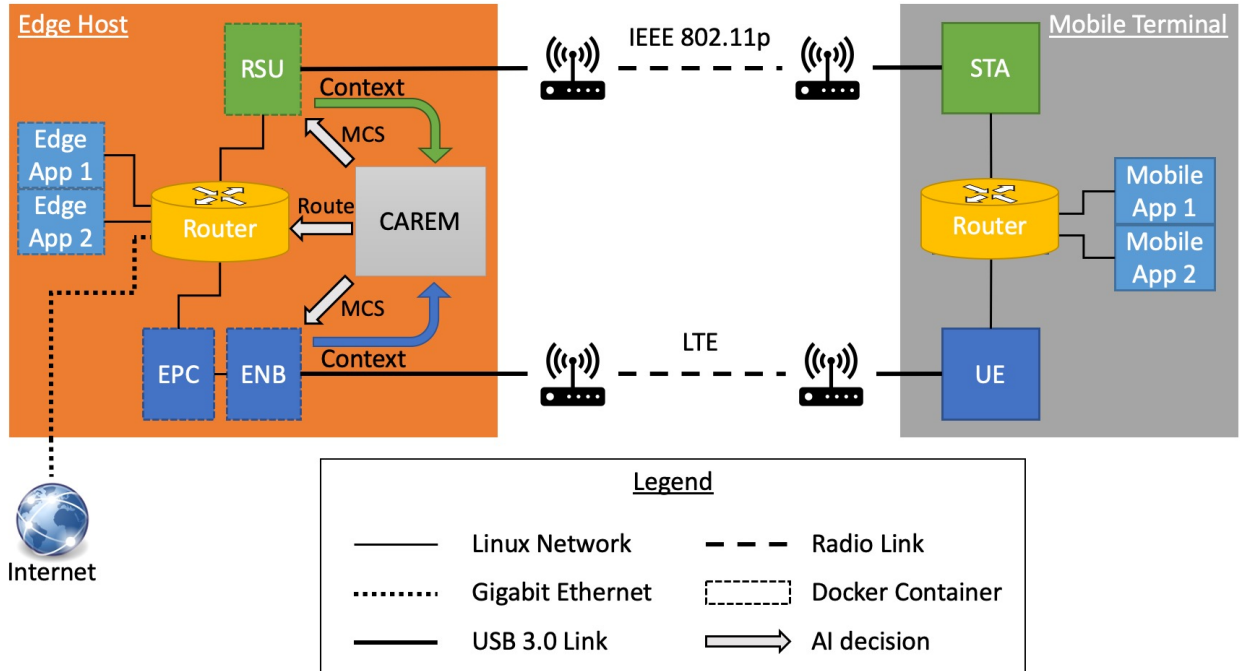 Edge Host
Mobile Terminal
IEEE 802.11p
RSU
STA
Context
MCS
Edge
App 1
Edge
App 2
Router
Route
CAREM
Router
Mobile
App 1
Mobile
App 2
MCS
Context
EPC
ENB
LTE
UE
Internet
Legend
Linux Network
Radio Link
Gigabit Ethernet
Docker Container
USB 3.0 Link
AI decision